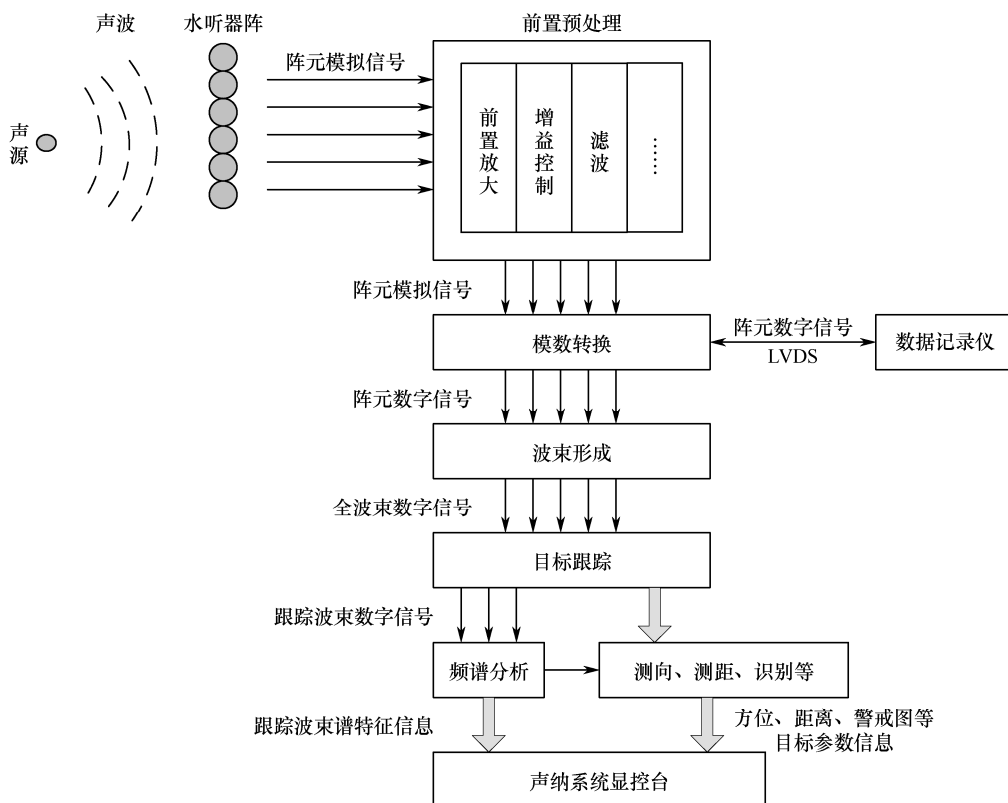 声波
水听器阵
前置预处理
阵元模拟信号
声源
前置放大
增益控制
滤波
……
阵元模拟信号
模数转换
阵元数字信号
LVDS
数据记录仪
阵元数字信号
波束形成
全波束数字信号
目标跟踪
跟踪波束数字信号
频谱分析
测向、测距、识别等
跟踪波束谱特征信息
方位、距离、警戒图等
目标参数信息
声纳系统显控台